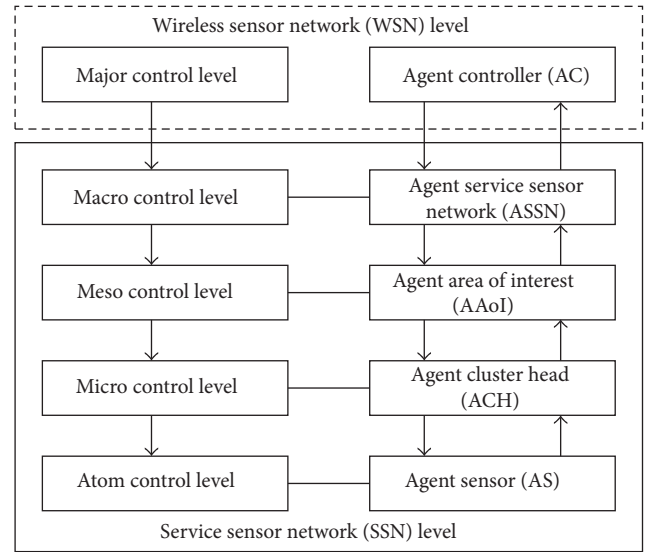 Wireless sensor network (WSN) level
Major control level
Agent controller (AC)
Macro control level
Agent service sensor
network (ASSN)
Meso control level
Agent area of interest
(AAoI)
Micro control level
Agent cluster head
(ACH)
Atom control level
Agent sensor (AS)
Service sensor network (SSN) level